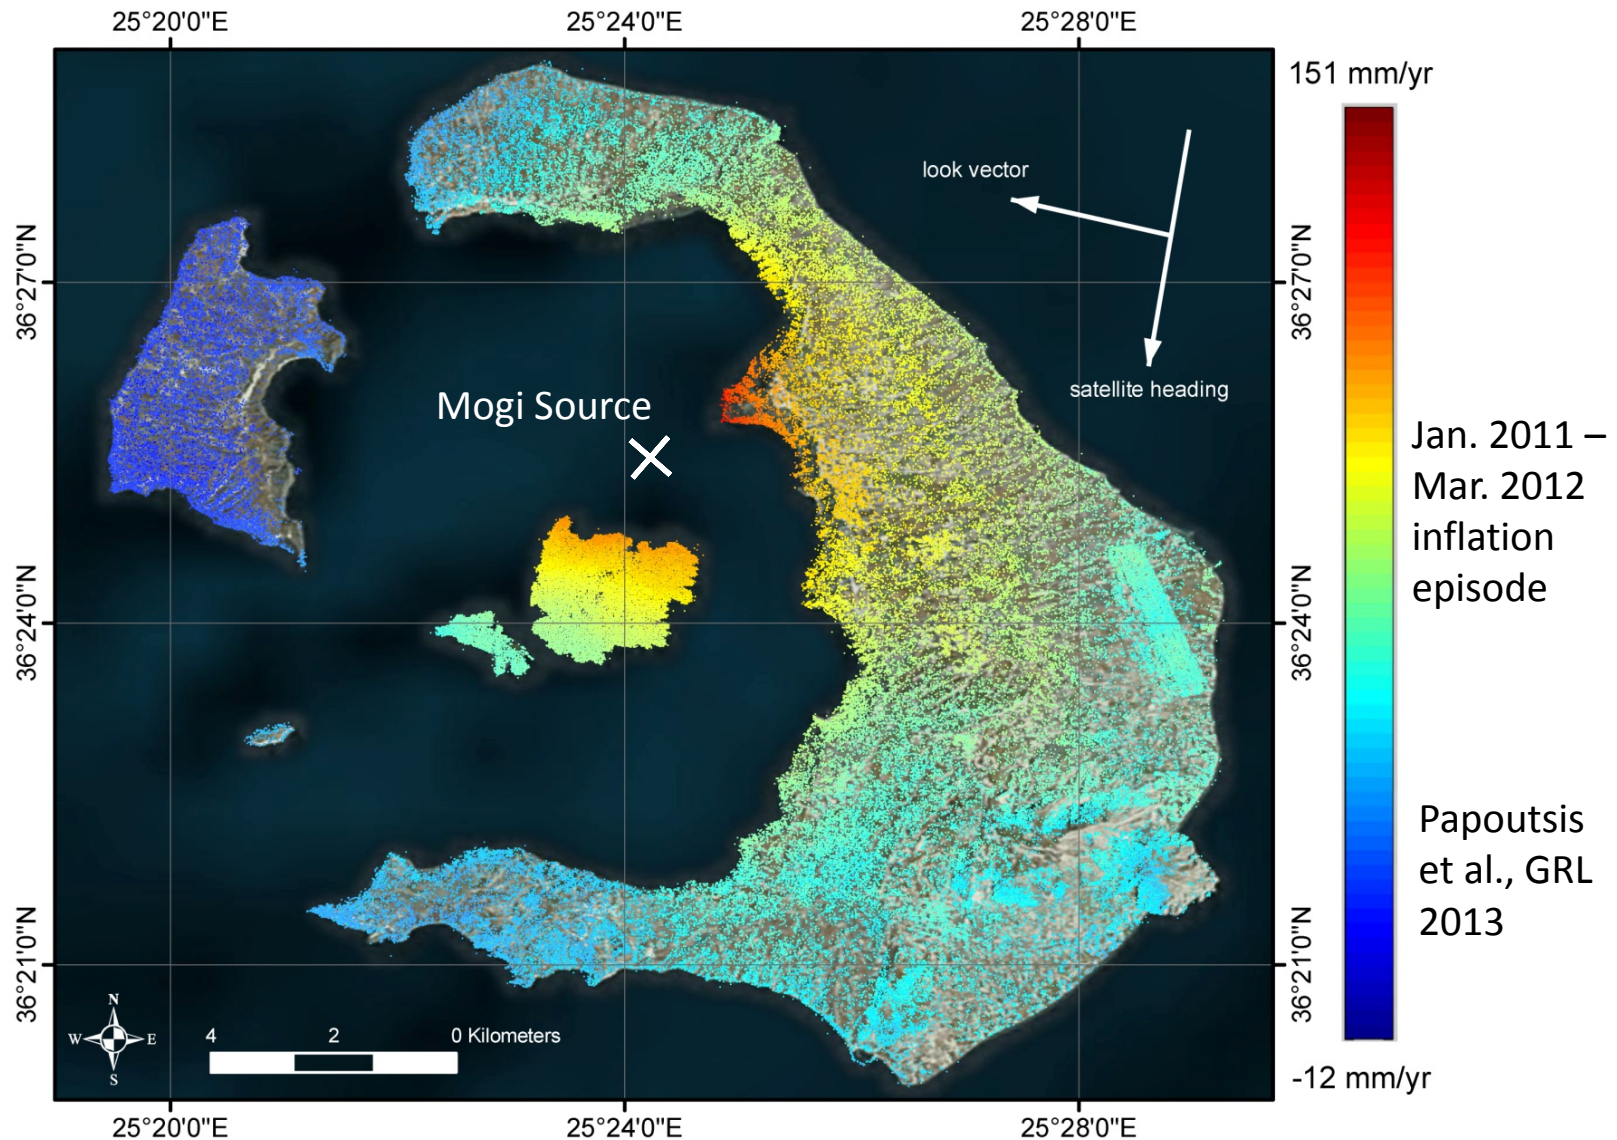 25°20'0"E
25°24'0"E
25°28'0"E
151 mm/yr
look vector
36°27'0"N
36°27'0"N
satellite heading
Mogi Source
Jan. 2011 –
Mar. 2012
inflation
episode
36°24'0"N
36°24'0"N
Papoutsis
et al., GRL
2013
36°21'0"N
36°21'0"N
N
W
E
S
4
2
0 Kilometers
-12 mm/yr
25°20'0"E
25°24'0"E
25°28'0"E